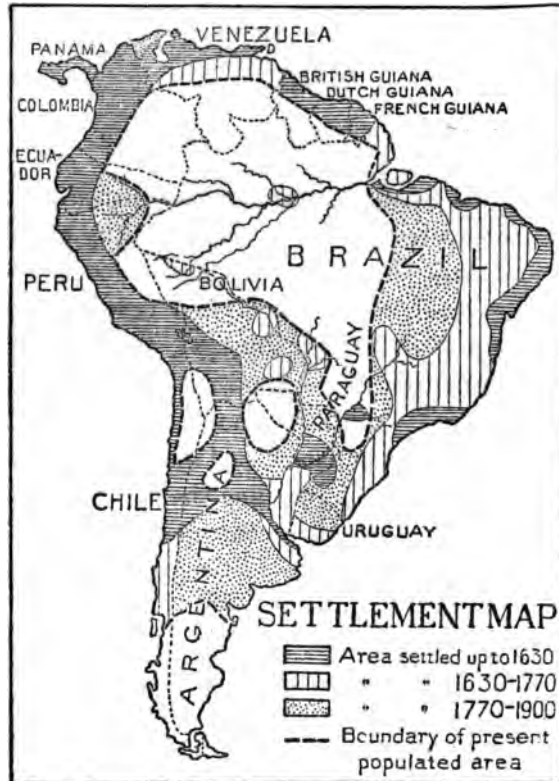 VENEZUELA
PANAMA
BRITISH GUIANA
DUTCH GUIANA
FRENCH GUIANA
COLOMBIA
ECUA-
DOR
BRAZIL
PERU
BOLIVIA
PARAGUAY
CHILE
URUGUAY
ARGENTINA
SETTLEMENT MAP
Area settled up to 1630
" " 1630-1770
" " 1770-1900
Boundary of present
populated area